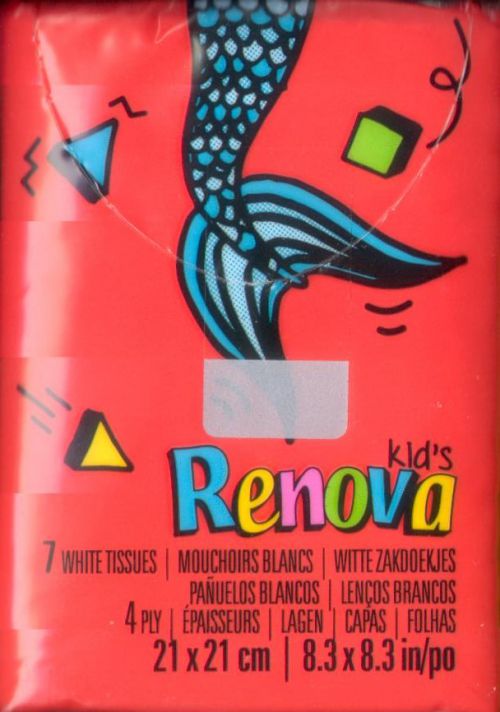 kid's
Renova
7 WHITE TISSUES | MOUCHOIRS BLANCS | WITTE ZAKDOEKJES
PAÑUELOS BLANCOS | LENÇOS BRANCOS
4 PLY | ÉPAISSEURS | LAGEN | CAPAS | FOLHAS
21 x 21 cm | 8.3 x 8.3 in/po